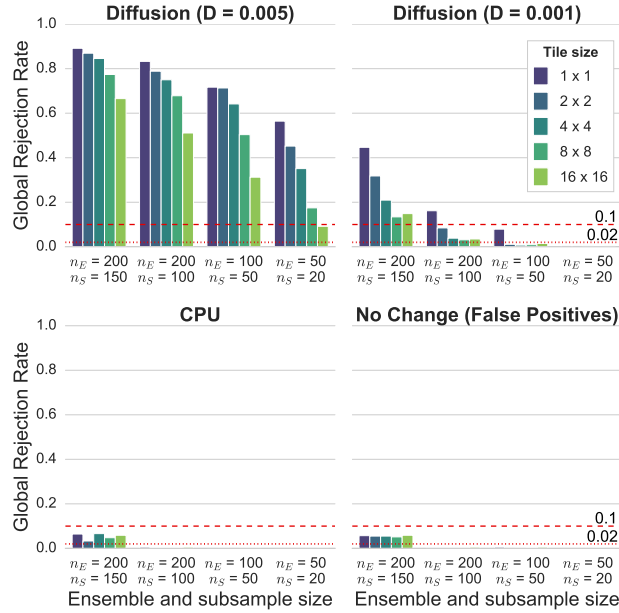 Diffusion (D = 0.005)
Diffusion (D = 0.001)
Global Rejection Rate
1.0
0.8
0.6
0.4
0.2
0.0
Tile size
1 x 1
2 x 2
4 x 4
8 x 8
16 x 16
0.1
0.02
n_E = 200
n_S = 150
n_E = 200
n_S = 100
n_E = 100
n_S = 50
n_E = 50
n_S = 20
n_E = 200
n_S = 150
n_E = 200
n_S = 100
n_E = 100
n_S = 50
n_E = 50
n_S = 20
CPU
No Change (False Positives)
Global Rejection Rate
1.0
0.8
0.6
0.4
0.2
0.0
0.1
0.02
n_E = 200
n_S = 150
n_E = 200
n_S = 100
n_E = 100
n_S = 50
n_E = 50
n_S = 20
n_E = 200
n_S = 150
n_E = 200
n_S = 100
n_E = 100
n_S = 50
n_E = 50
n_S = 20
Ensemble and subsample size
Ensemble and subsample size